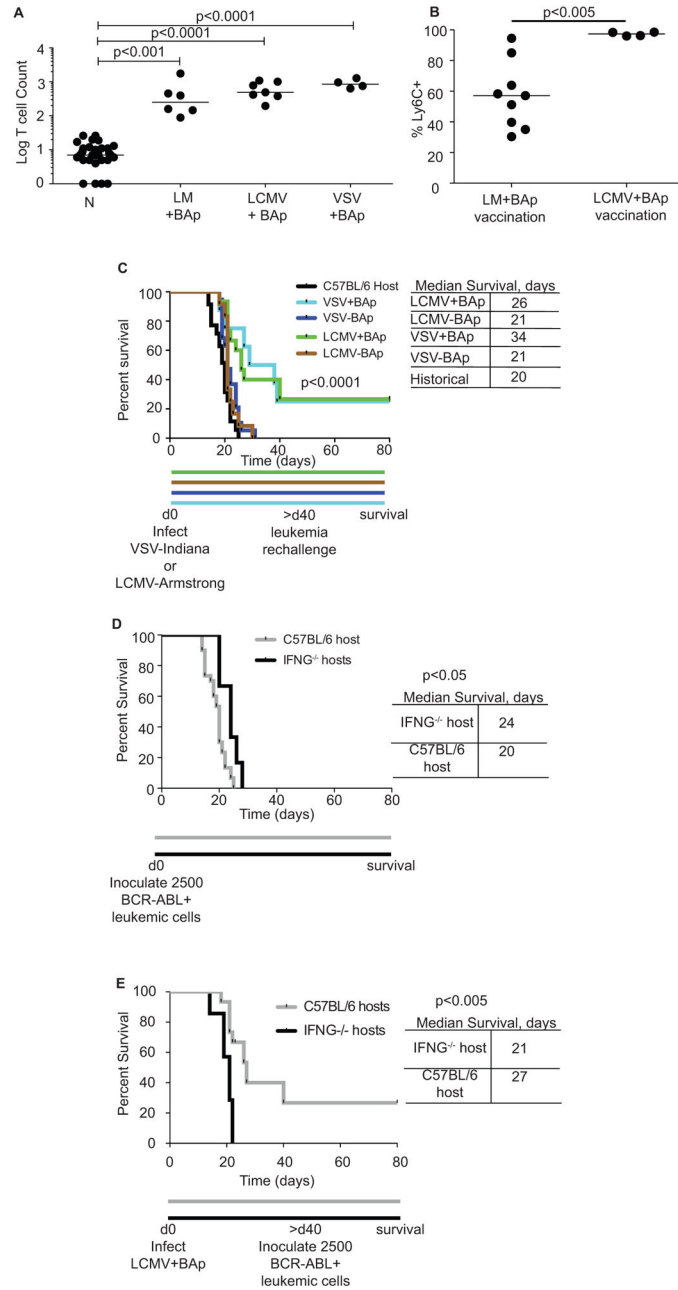 A
p<0.0001
p<0.0001
p<0.001
Log T cell Count
4
3
2
1
0
N
LM
+BAp
LCMV
+ BAp
VSV
+BAp
B
p<0.005
% Ly6C+
100
80
60
40
20
0
LM+BAp
vaccination
LCMV+BAp
vaccination
C
C57BL/6 Host
VSV+BAp
VSV-BAp
LCMV+BAp
LCMV-BAp
p<0.0001
Percent survival
100
80
60
40
20
0
0 20 40 60 80
Time (days)
Median Survival, days
LCMV+BAp 26
LCMV-BAp 21
VSV+BAp 34
VSV-BAp 21
Historical 20
d0 >d40 survival
Infect leukemia
VSV-Indiana rechallenge
or
LCMV-Armstrong
D
C57BL/6 host
IFNG-/- hosts
Percent Survival
100
80
60
40
20
0
0 20 40 60 80
Time (days)
p<0.05
Median Survival, days
IFNG-/- host 24
C57BL/6 20
host
d0 survival
Inoculate 2500
BCR-ABL+
leukemic cells
E
C57BL/6 hosts
IFNG-/- hosts
Percent Survival
100
80
60
40
20
0
0 20 40 60 80
Time (days)
p<0.005
Median Survival, days
IFNG-/- host 21
C57BL/6 27
host
d0 >d40 survival
Infect Inoculate 2500
LCMV+BAp BCR-ABL+
leukemic cells